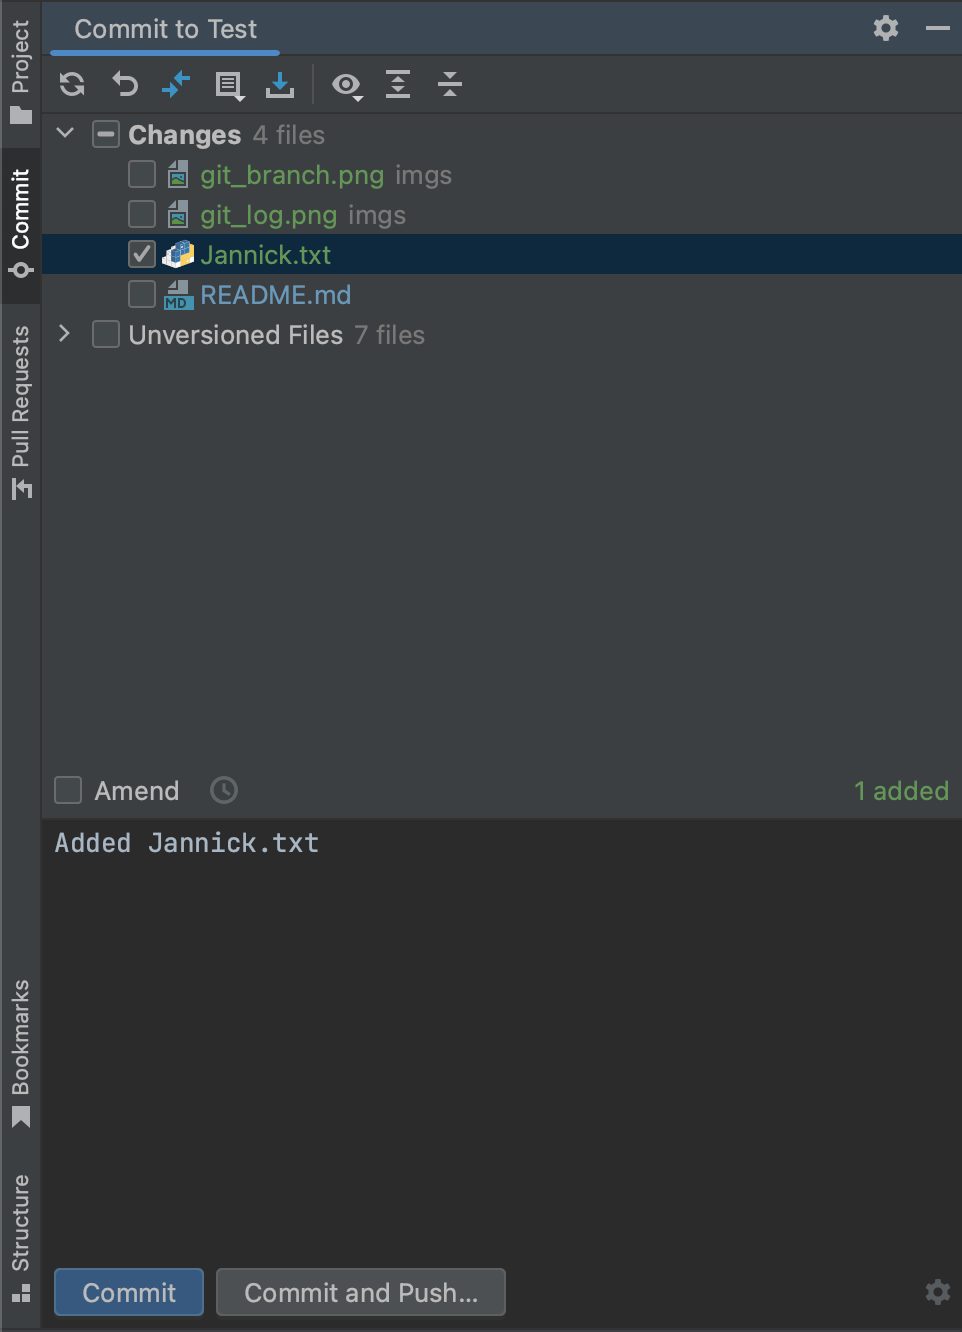 Commit to Test
Project
Commit
Pull Requests
Bookmarks
Structure
Changes 4 files
git_branch.png imgs
git_log.png imgs
Jannick.txt
MD README.md
Unversioned Files 7 files
Amend 1 added
Added Jannick.txt
Commit Commit and Push...